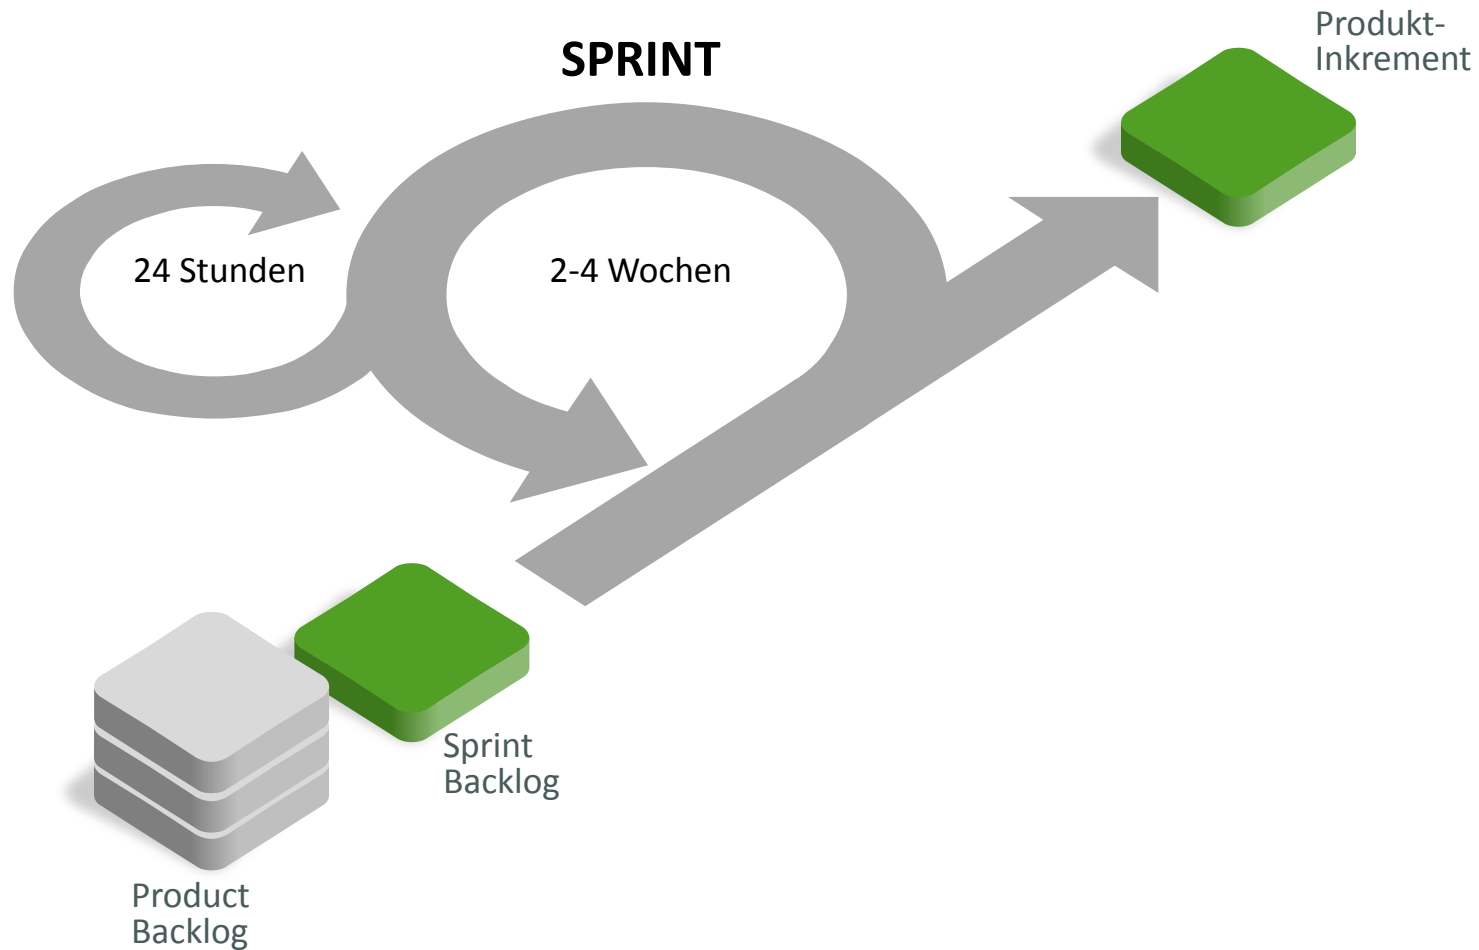 Produkt-
Inkrement
SPRINT
24 Stunden
2-4 Wochen
Sprint
Backlog
Product
Backlog